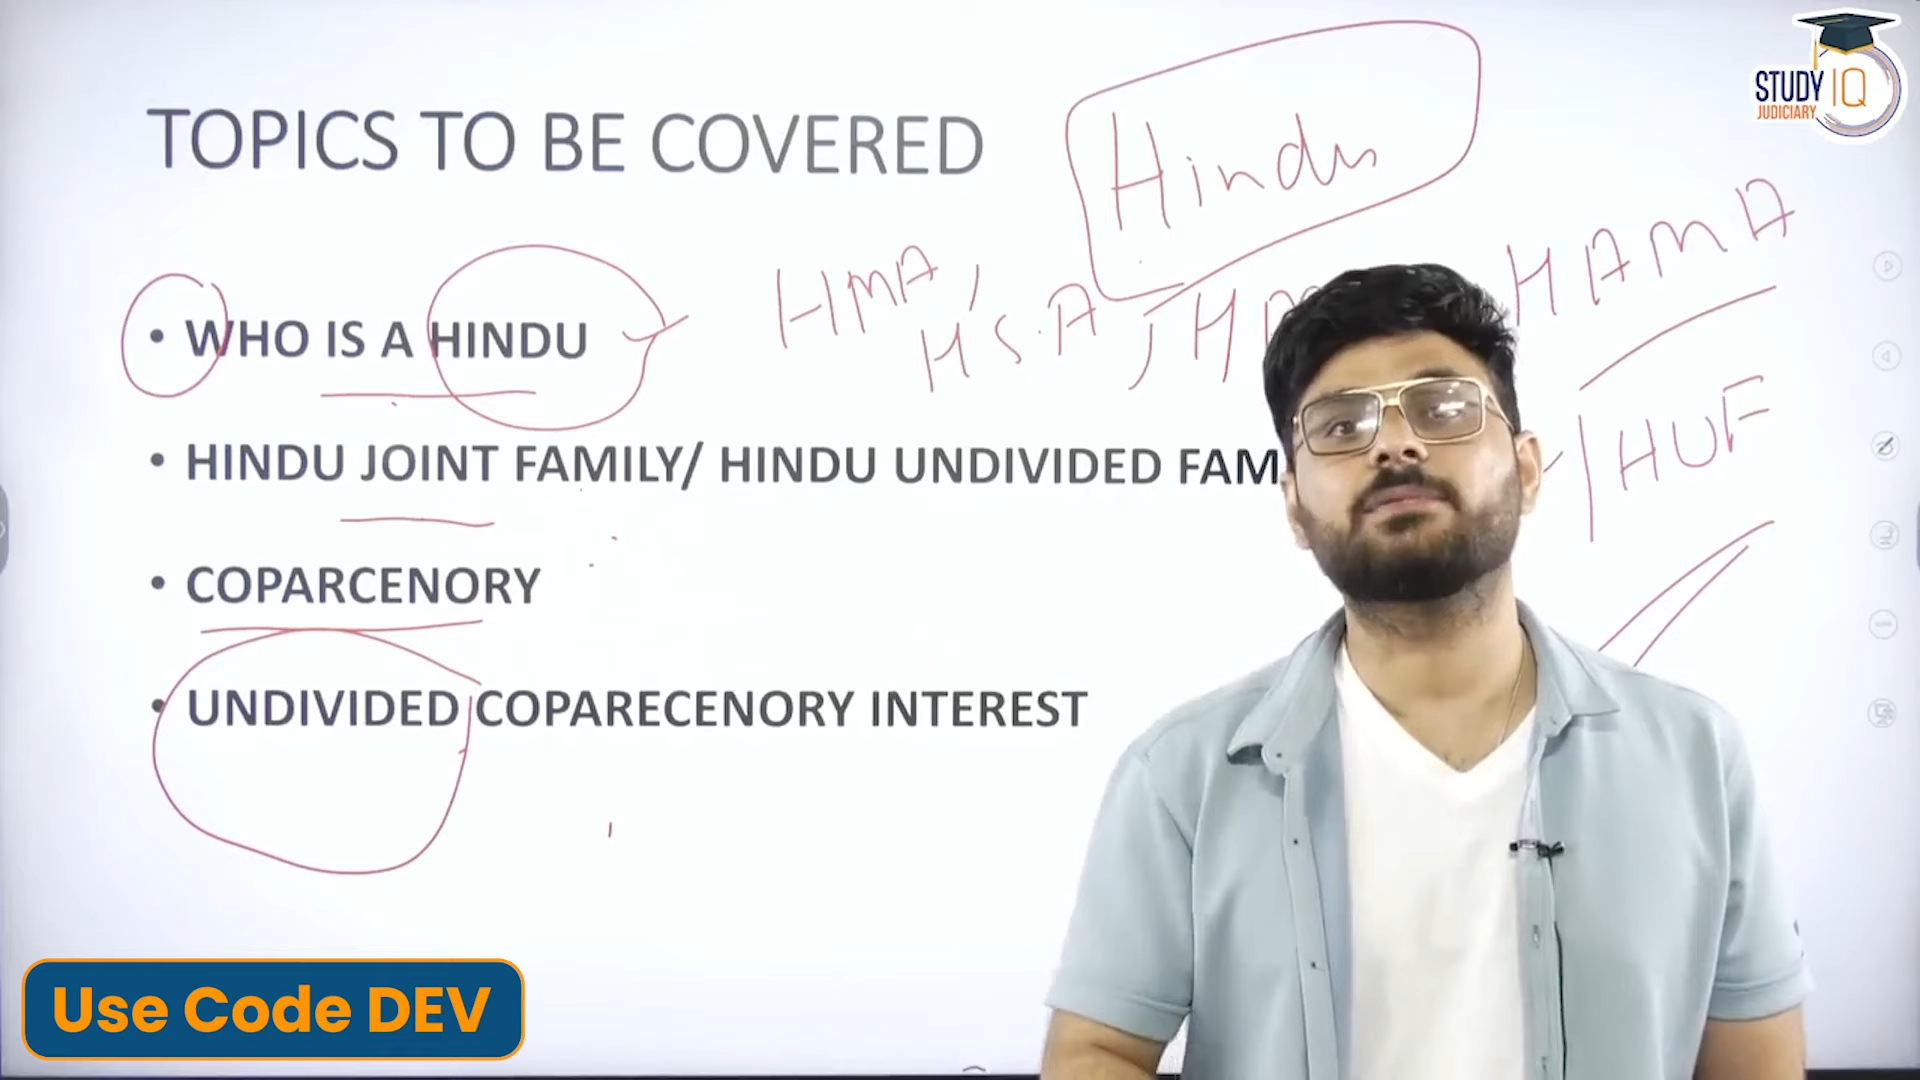 STUDY IQ
JUDICIARY
TOPICS TO BE COVERED
Hindu
• WHO IS A HINDU
HMA,
H.S.A
HAMA
• HINDU JOINT FAMILY/ HINDU UNDIVIDED FAM
HUF
• COPARCENORY
• UNDIVIDED COPARECENORY INTEREST
Use Code DEV